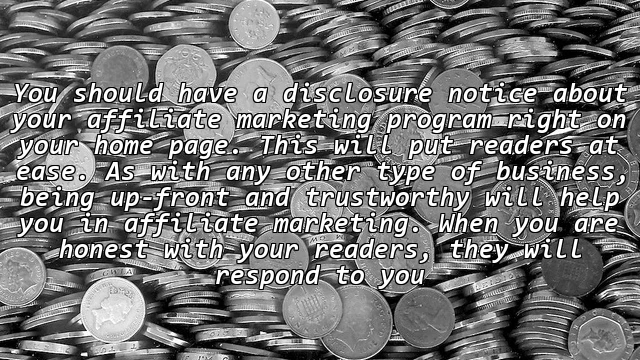 You should have a disclosure notice about
your affiliate marketing program right on
your home page. This will put readers at
ease. As with any other type of business,
being up-front and trustworthy will help
you in affiliate marketing. When you are
honest with your readers, they will
respond to you